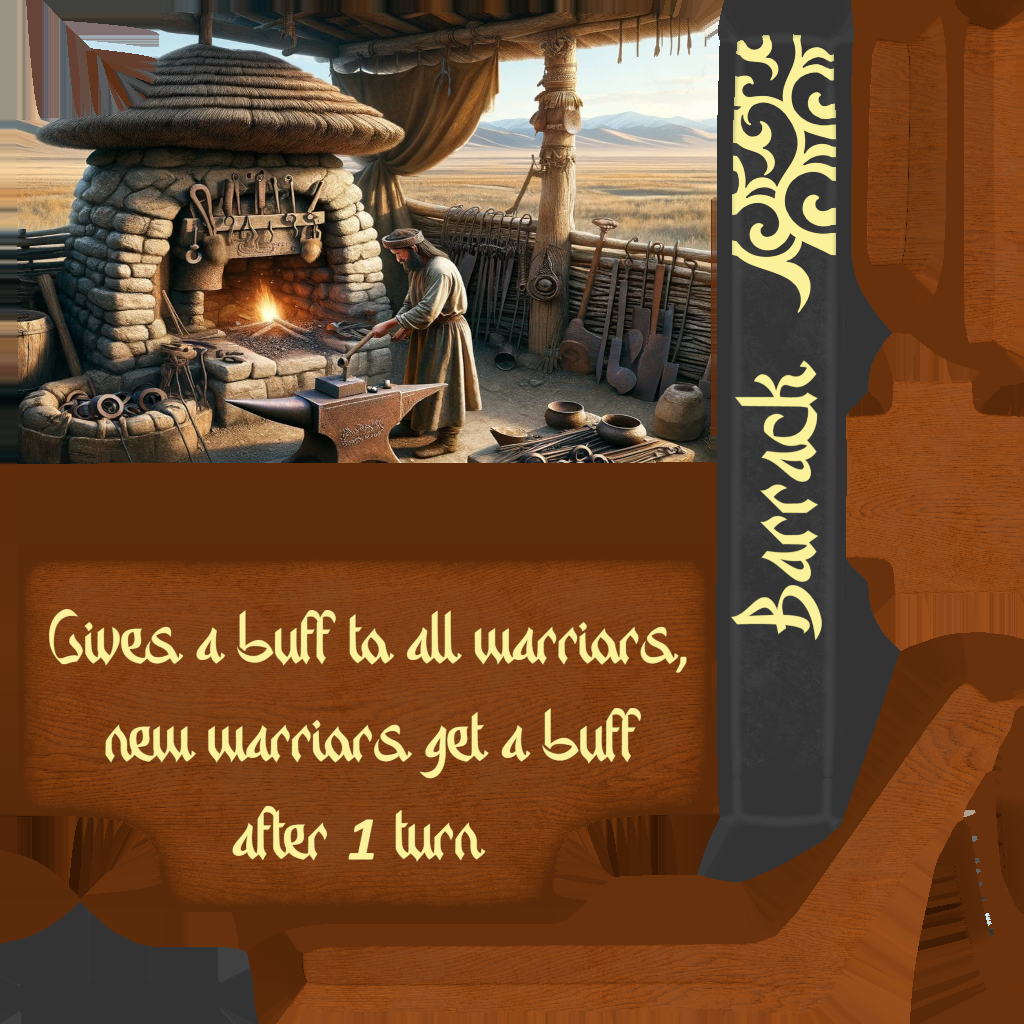 Barrack
Gives a buff to all warriors,
new warriors get a buff
after 1 turn